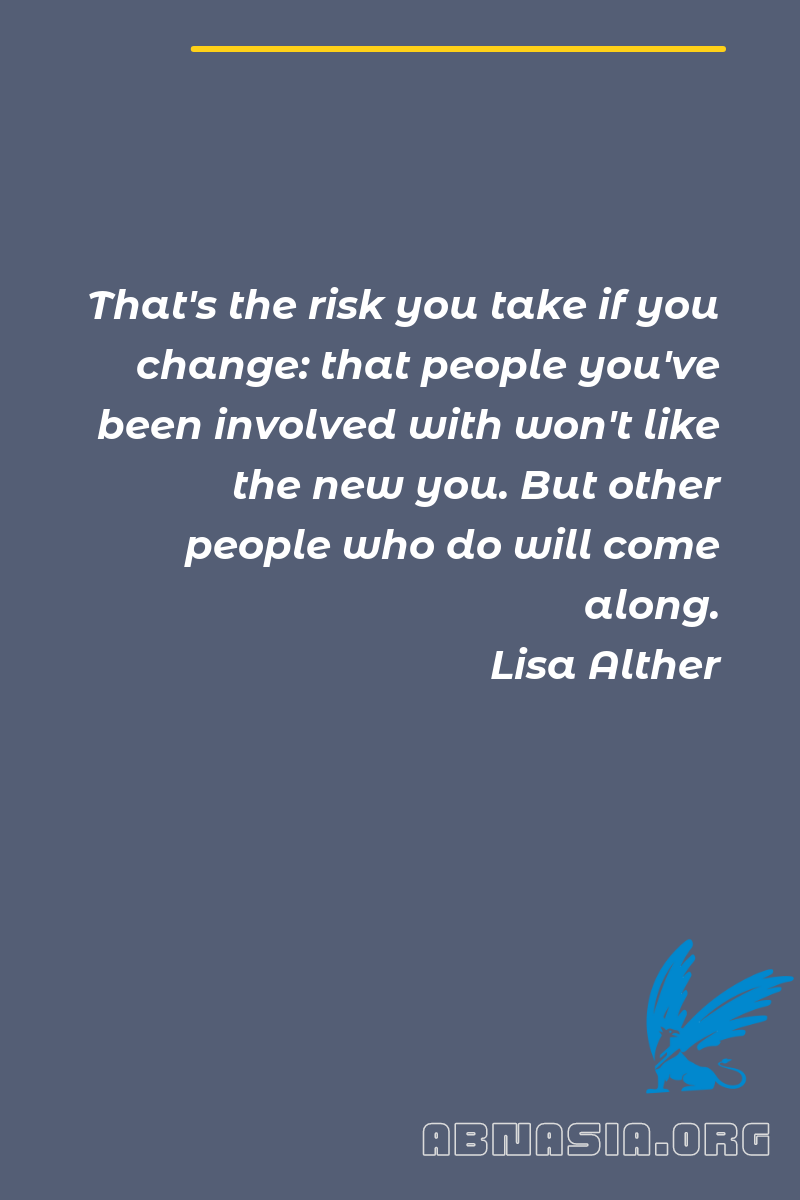 That's the risk you take if you
change: that people you've
been involved with won't like
the new you. But other
people who do will come
along.
Lisa Alther
ABNASIA.ORG